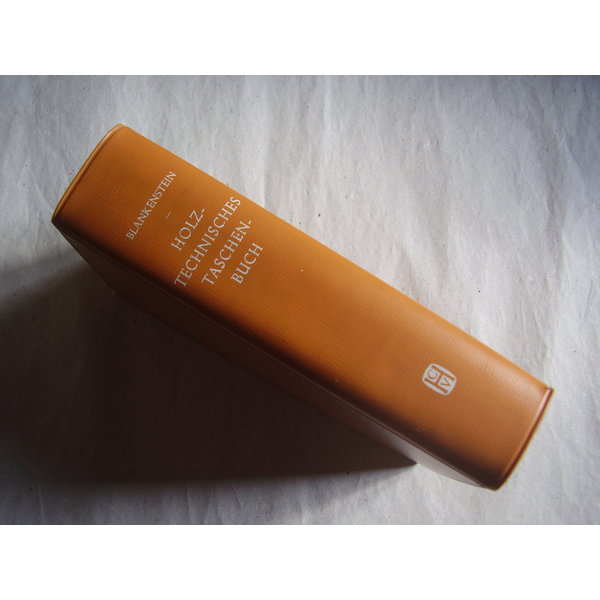 BLANKENSTEIN
–
HOLZ-
TECHNISCHES
TASCHEN-
BUCH